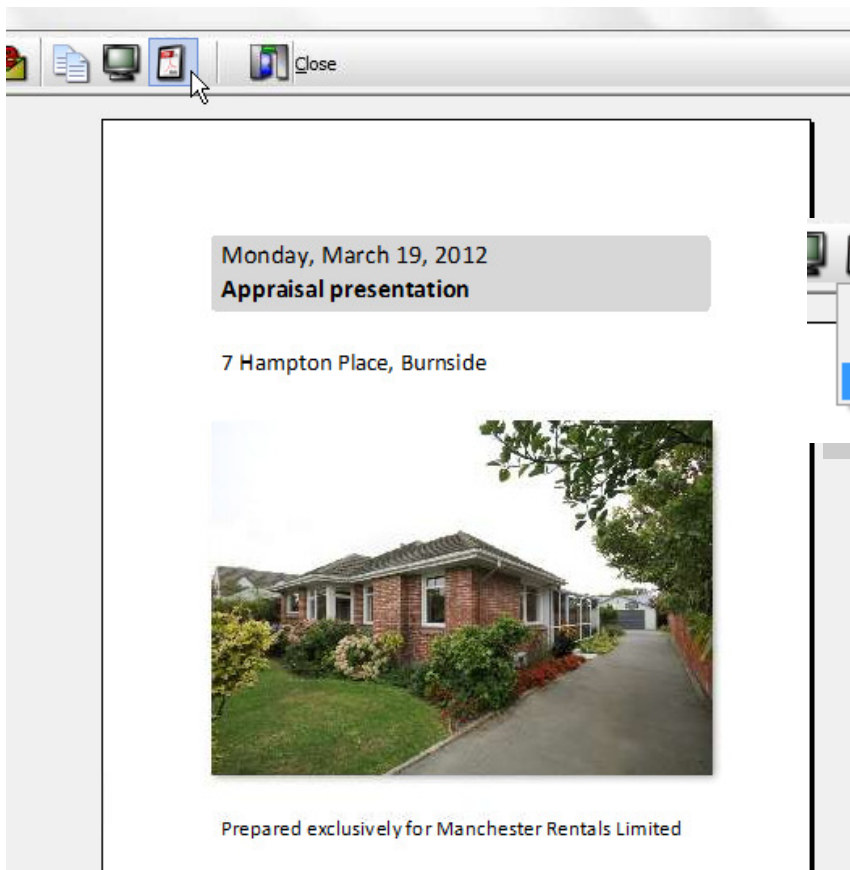 Close
Monday, March 19, 2012
Appraisal presentation
7 Hampton Place, Burnside
Prepared exclusively for Manchester Rentals Limited